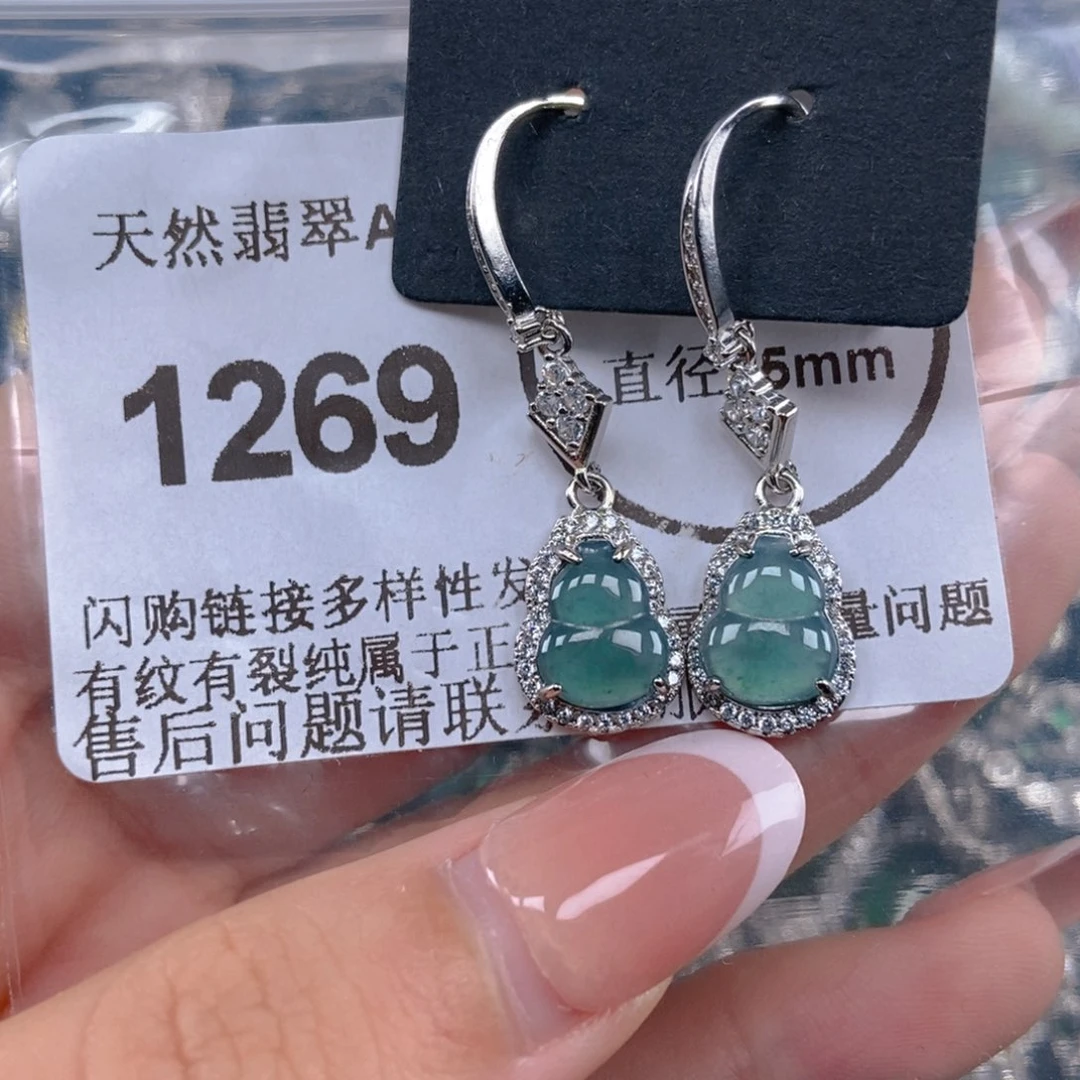 天然翡翠A
1269
直径 5mm
闪购链接多样性发 量问题
有纹有裂纯属于正
售后问题请联